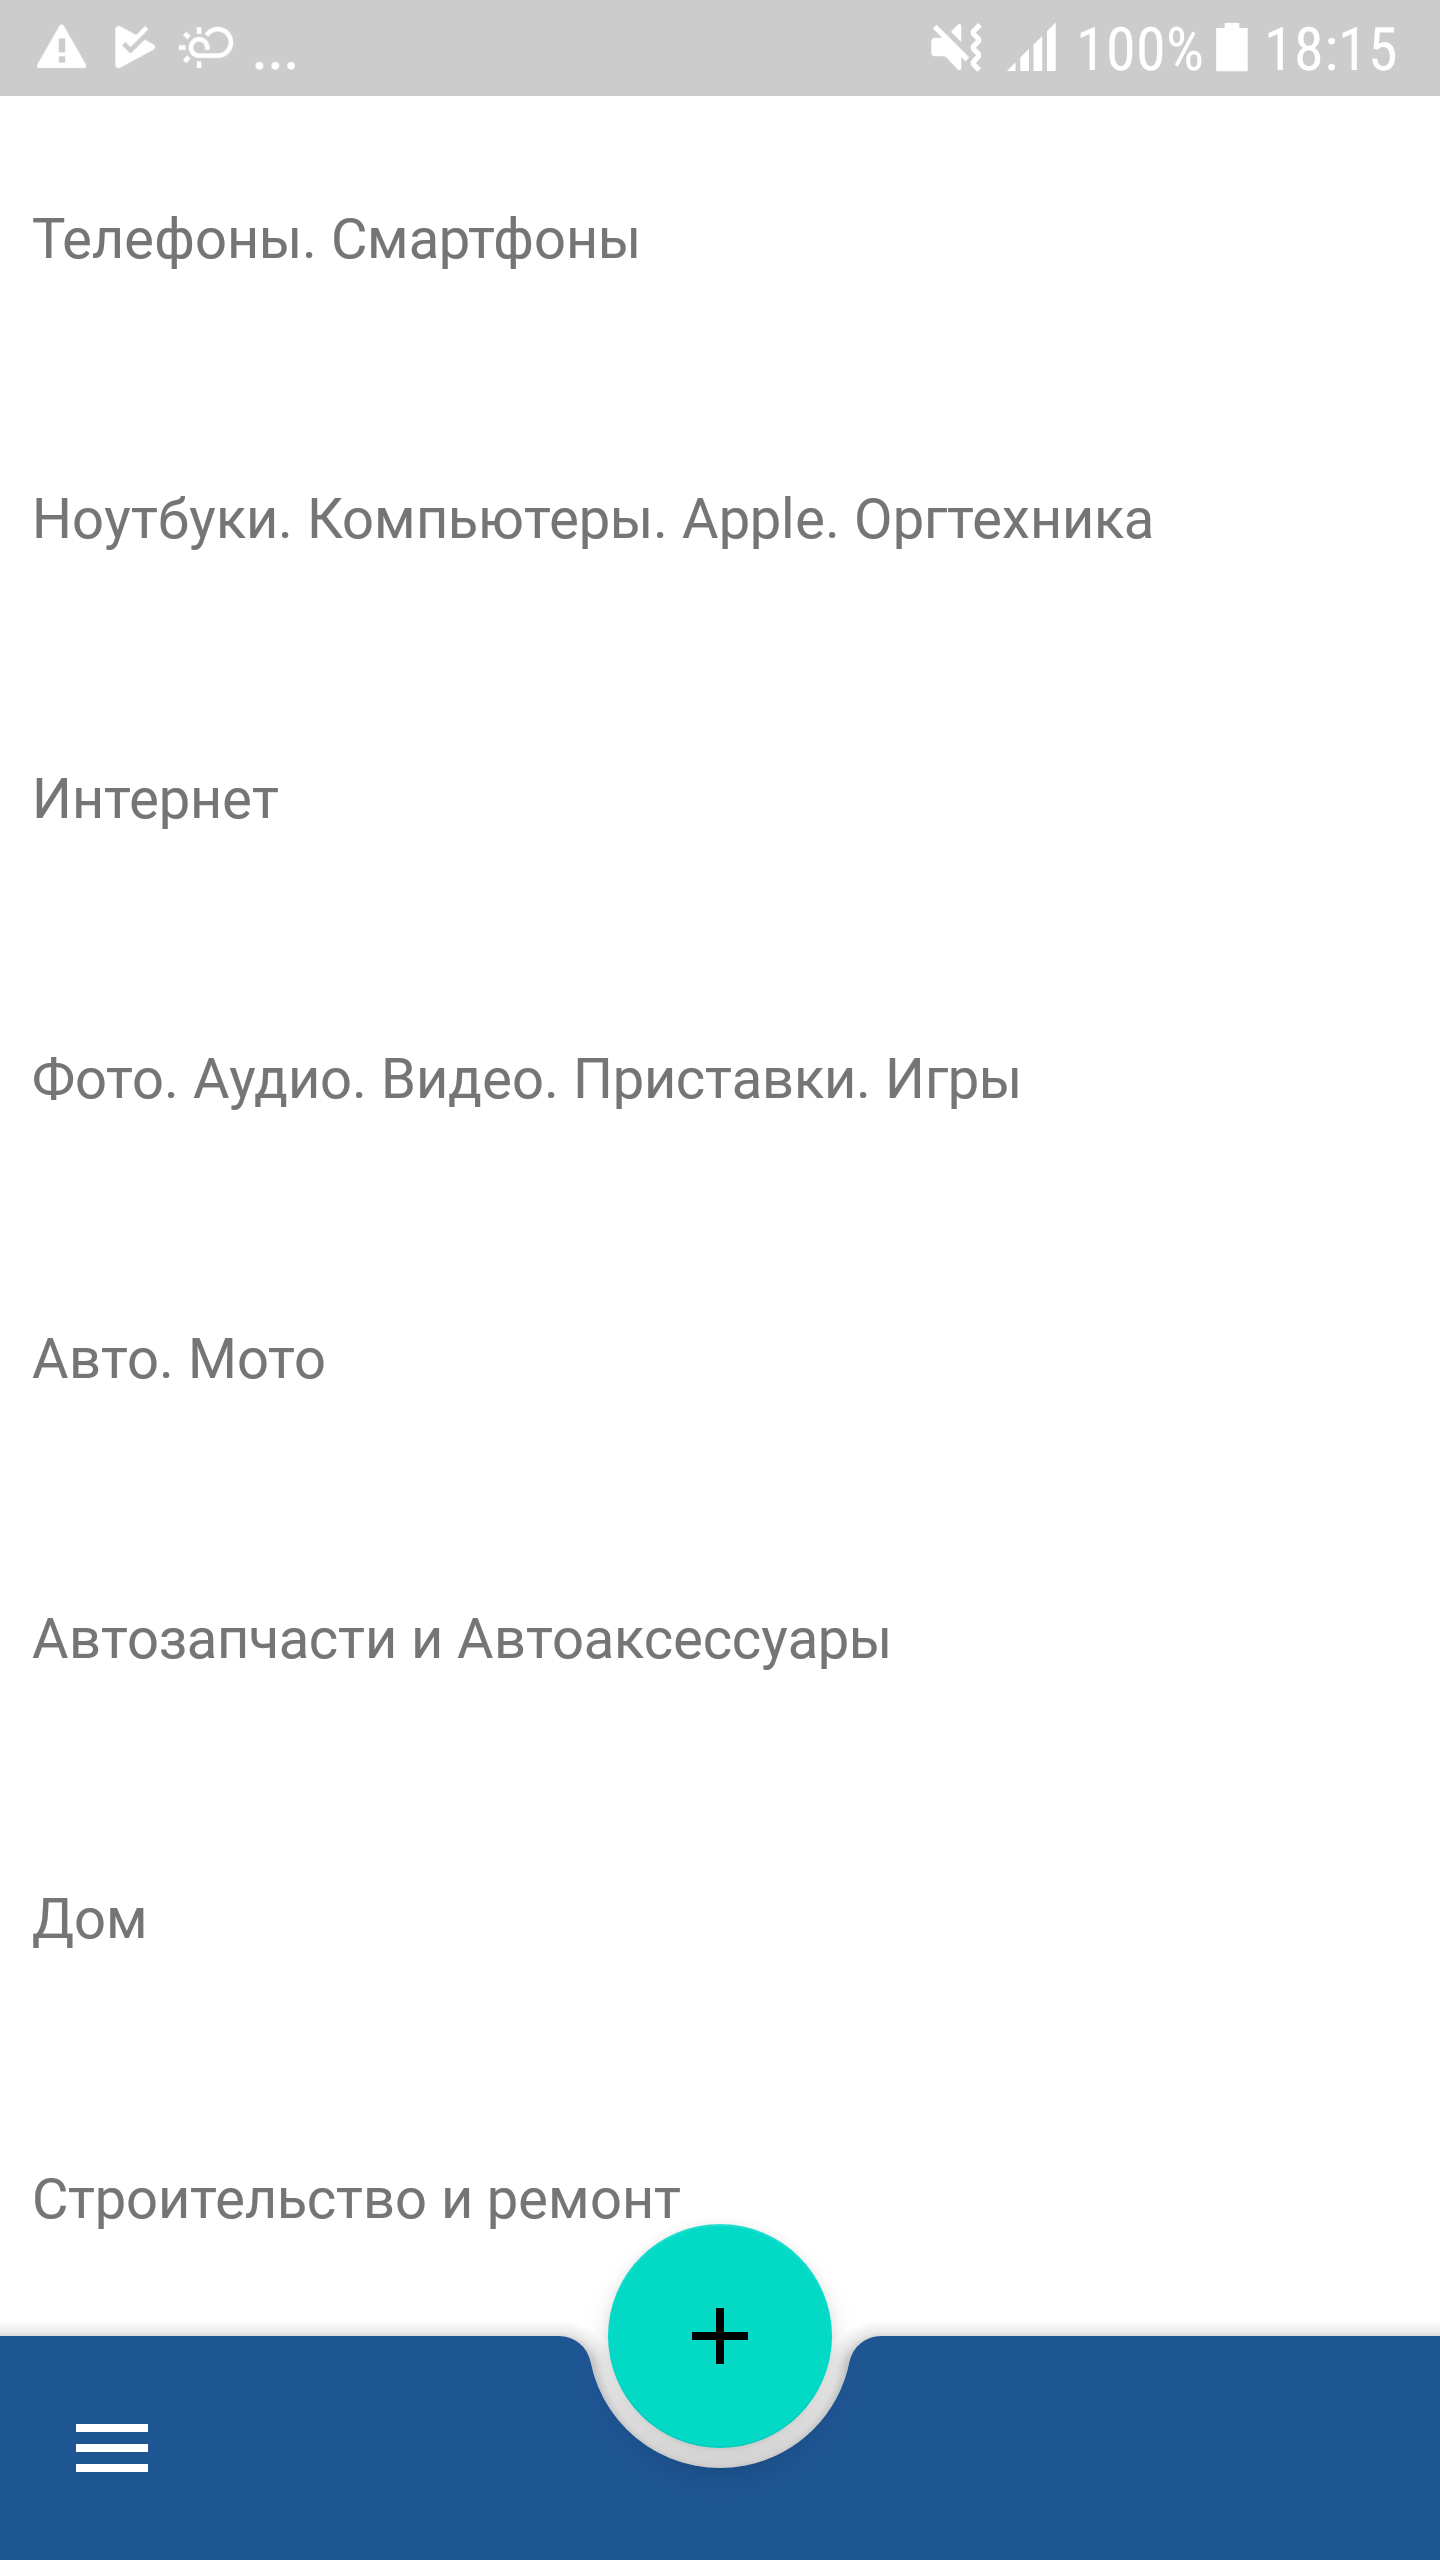 ... 100% 18:15
Телефоны. Смартфоны
Ноутбуки. Компьютеры. Apple. Оргтехника
Интернет
Фото. Аудио. Видео. Приставки. Игры
Авто. Мото
Автозапчасти и Автоаксессуары
Дом
Строительство и ремонт